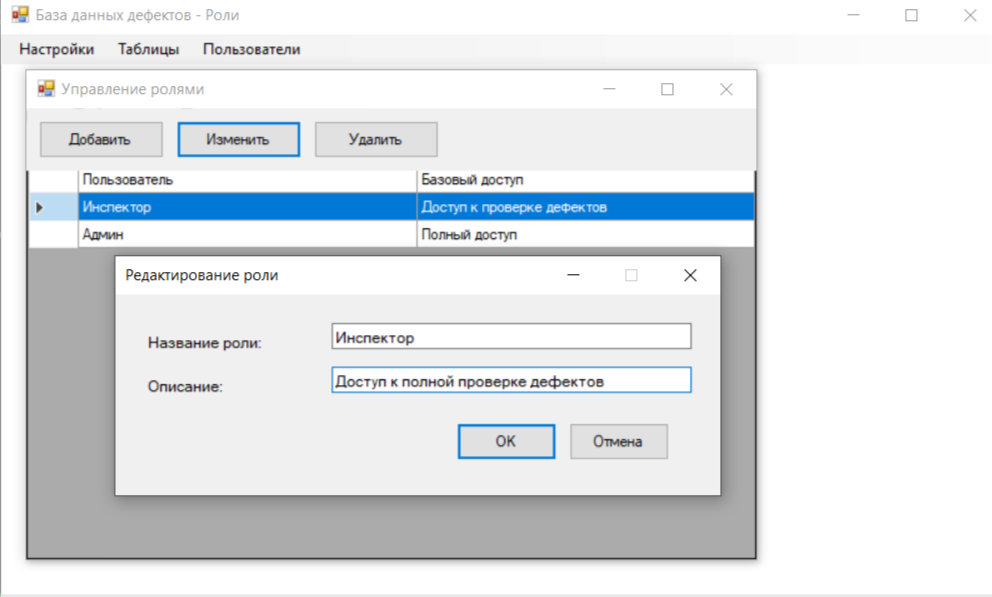 База данных дефектов - Роли
Настройки Таблицы Пользователи
Управление ролями
Добавить Изменить Удалить
Пользователь Базовый доступ
Инспектор Доступ к проверке дефектов
Админ Полный доступ
Редактирование роли
Название роли: Инспектор
Описание: Доступ к полной проверке дефектов
OK Отмена